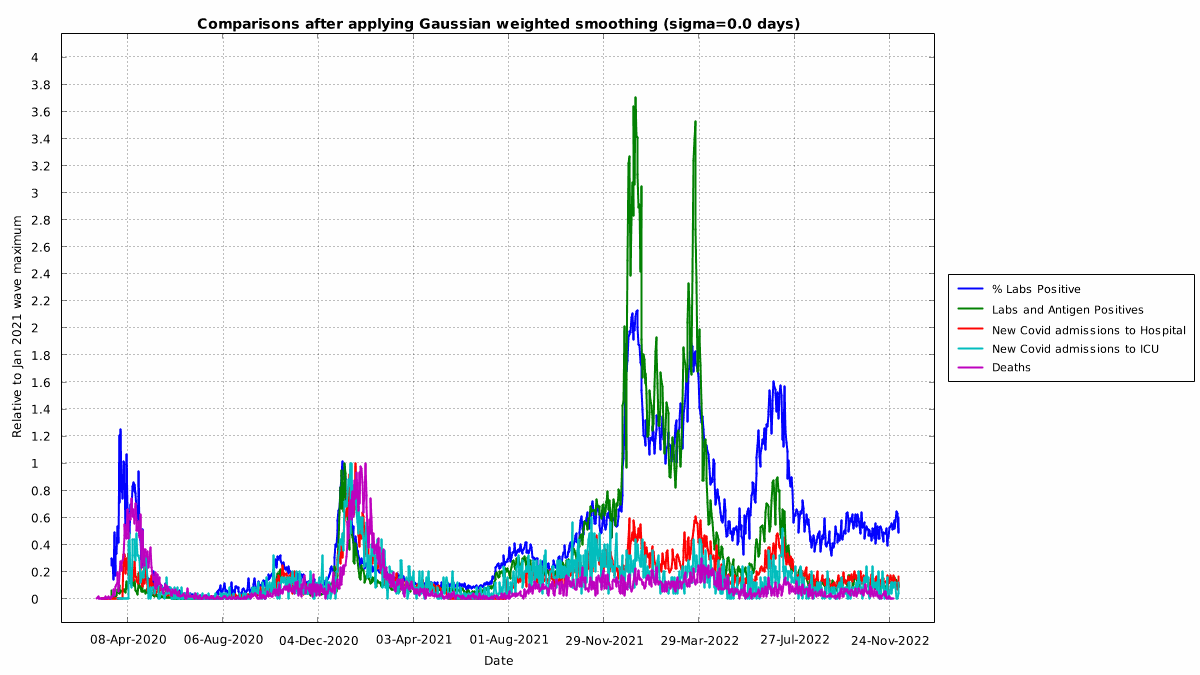 Comparisons after applying Gaussian weighted smoothing (sigma=0.0 days)
Relative to Jan 2021 wave maximum
4
3.8
3.6
3.4
3.2
3
2.8
2.6
2.4
2.2
2
1.8
1.6
1.4
1.2
1
0.8
0.6
0.4
0.2
0
08-Apr-2020 06-Aug-2020 04-Dec-2020 03-Apr-2021 01-Aug-2021 29-Nov-2021 29-Mar-2022 27-Jul-2022 24-Nov-2022
Date
% Labs Positive
Labs and Antigen Positives
New Covid admissions to Hospital
New Covid admissions to ICU
Deaths